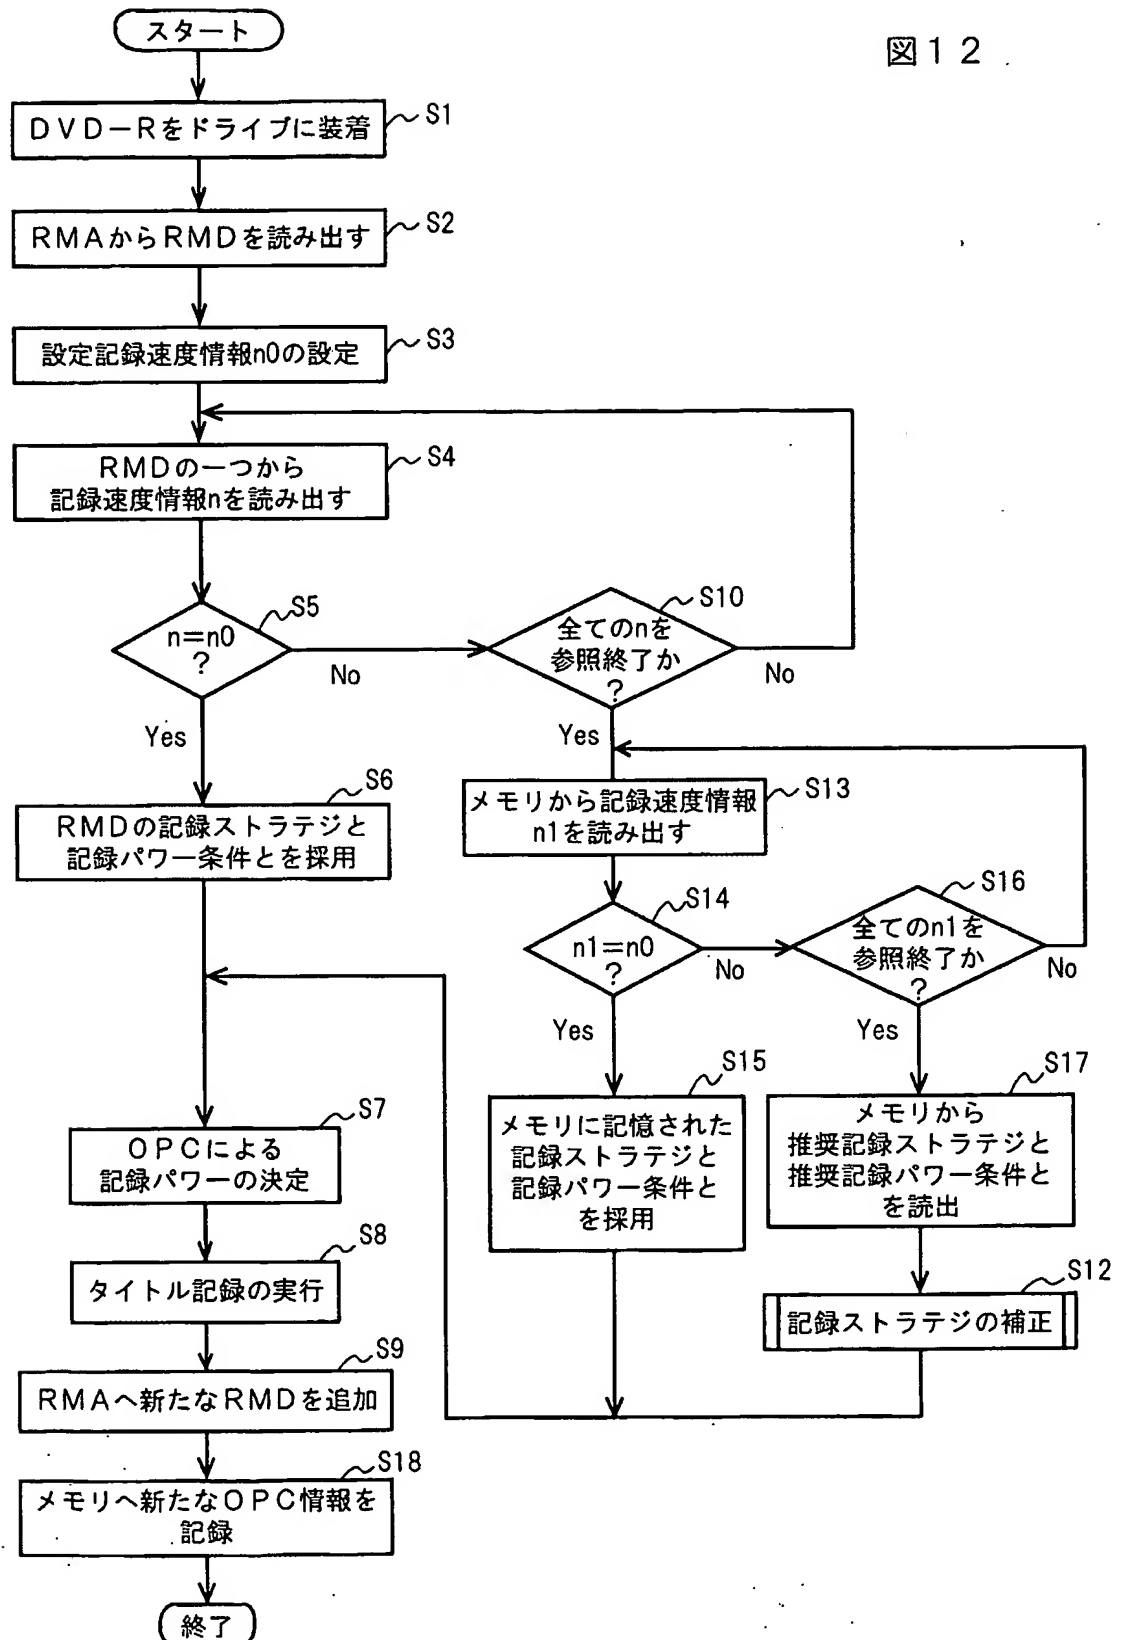 図12
スタート
DVD－Rをドライブに装着
S1
RMAからRMDを読み出す
S2
設定記録速度情報n0の設定
S3
RMDの一つから
記録速度情報nを読み出す
S4
n＝n0
?
S5
No
Yes
全てのnを
参照終了か
?
S10
No
Yes
RMDの記録ストラテジと
記録パワー条件とを採用
S6
メモリから記録速度情報
n1を読み出す
S13
n1＝n0
?
S14
No
Yes
全てのn1を
参照終了か
?
S16
No
Yes
メモリに記憶された
記録ストラテジと
記録パワー条件と
を採用
S15
メモリから
推奨記録ストラテジと
推奨記録パワー条件と
を読出
S17
記録ストラテジの補正
S12
OPCによる
記録パワーの決定
S7
タイトル記録の実行
S8
RMAへ新たなRMDを追加
S9
メモリへ新たなOPC情報を
記録
S18
終了